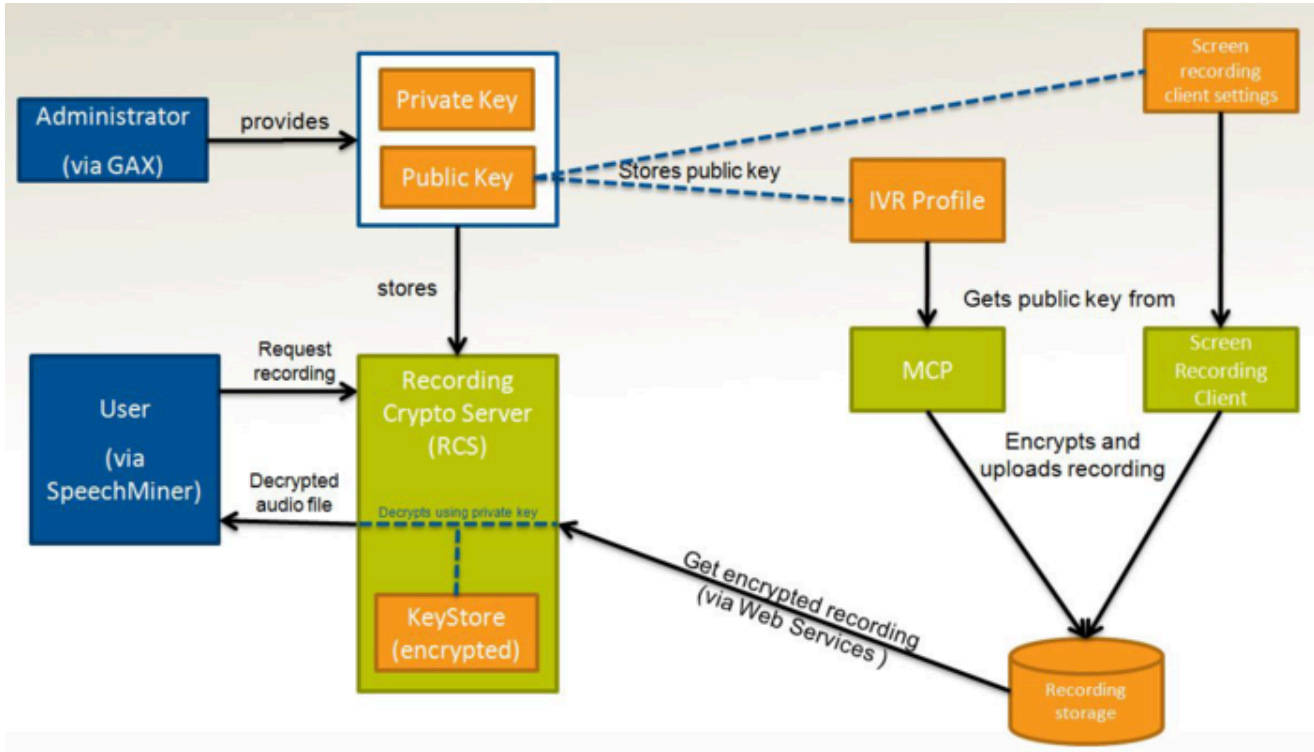 Administrator
(via GAX)
provides
Private Key
Public Key
Stores public key
Screen
recording
client settings
IVR Profile
stores
Gets public key from
User
(via
SpeechMiner)
Request
recording
Decrypted
audio file
Recording
Crypto Server
(RCS)
Decrypts using private key
KeyStore
(encrypted)
MCP
Screen
Recording
Client
Encrypts and
uploads recording
Get encrypted recording
(via Web Services )
Recording
storage